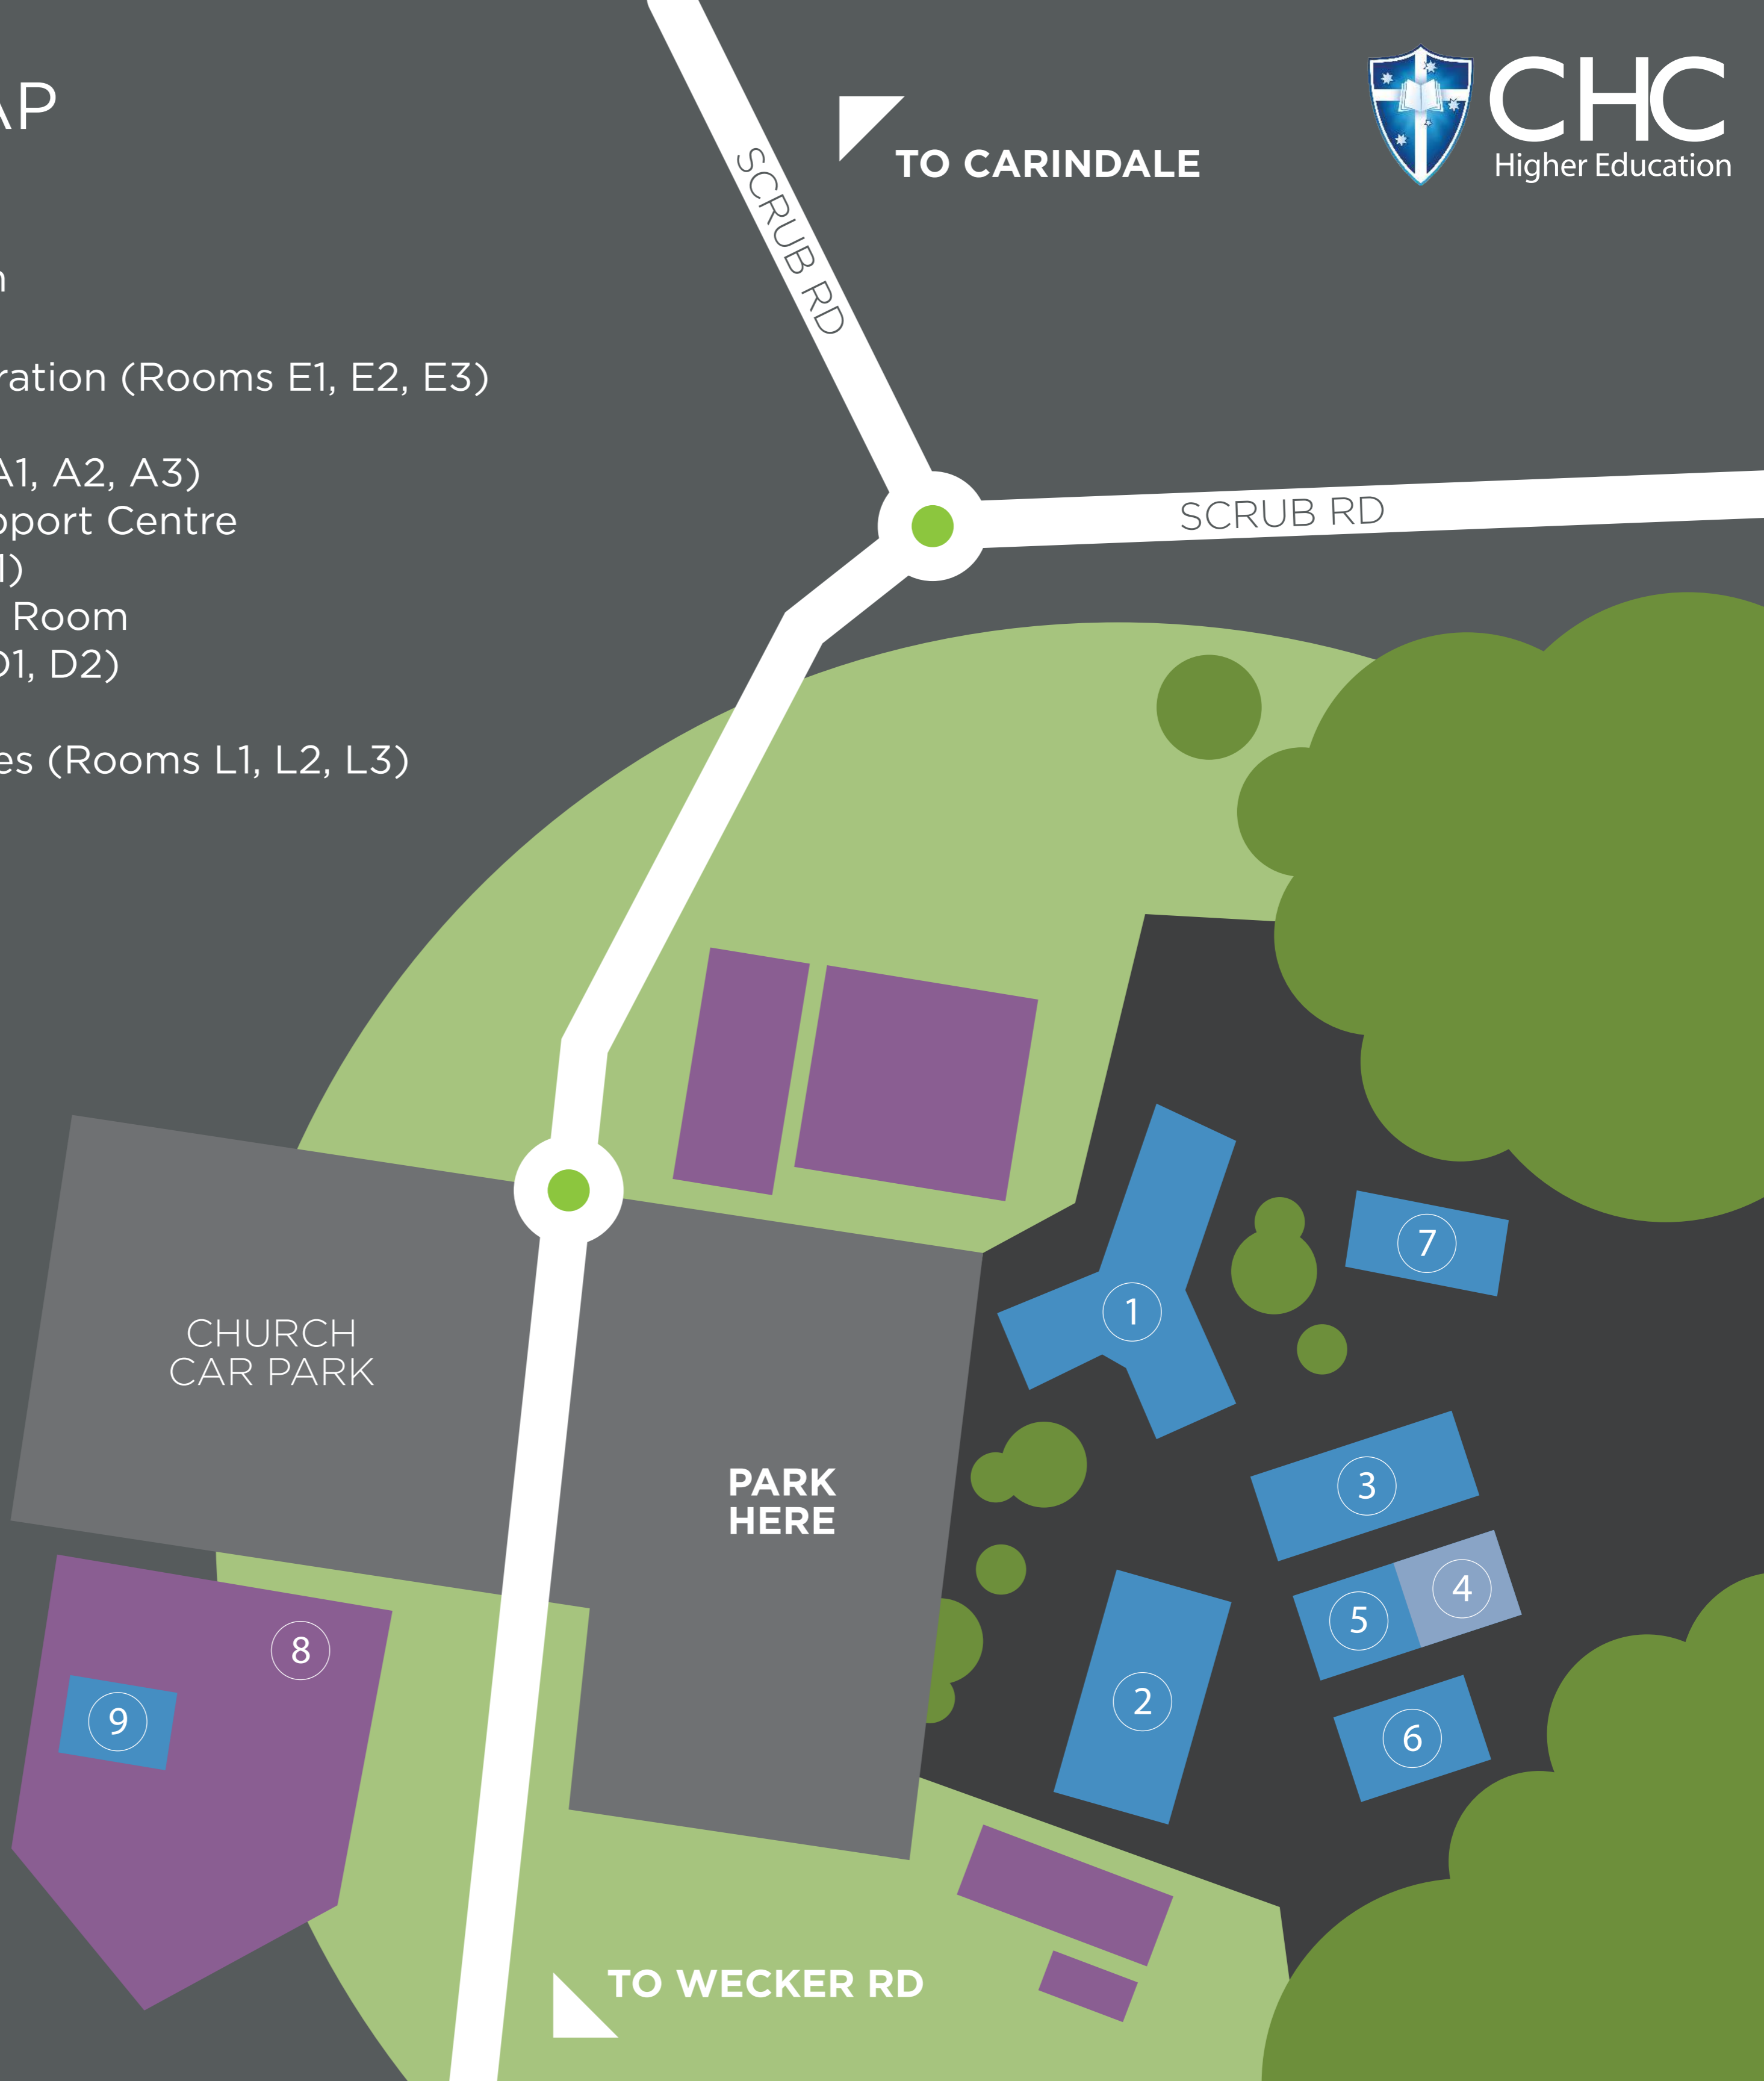 AP
CHC
Higher Education
TO CARINDALE
SCRUB RD
ration (Rooms E1, E2, E3)
A1, A2, A3)
pport Centre
Room
D1, D2)
es (Rooms L1, L2, L3)
SCRUB RD
7
1
CHURCH
CAR PARK
PARK
HERE
3
4
5
8
2
9
6
TO WECKER RD